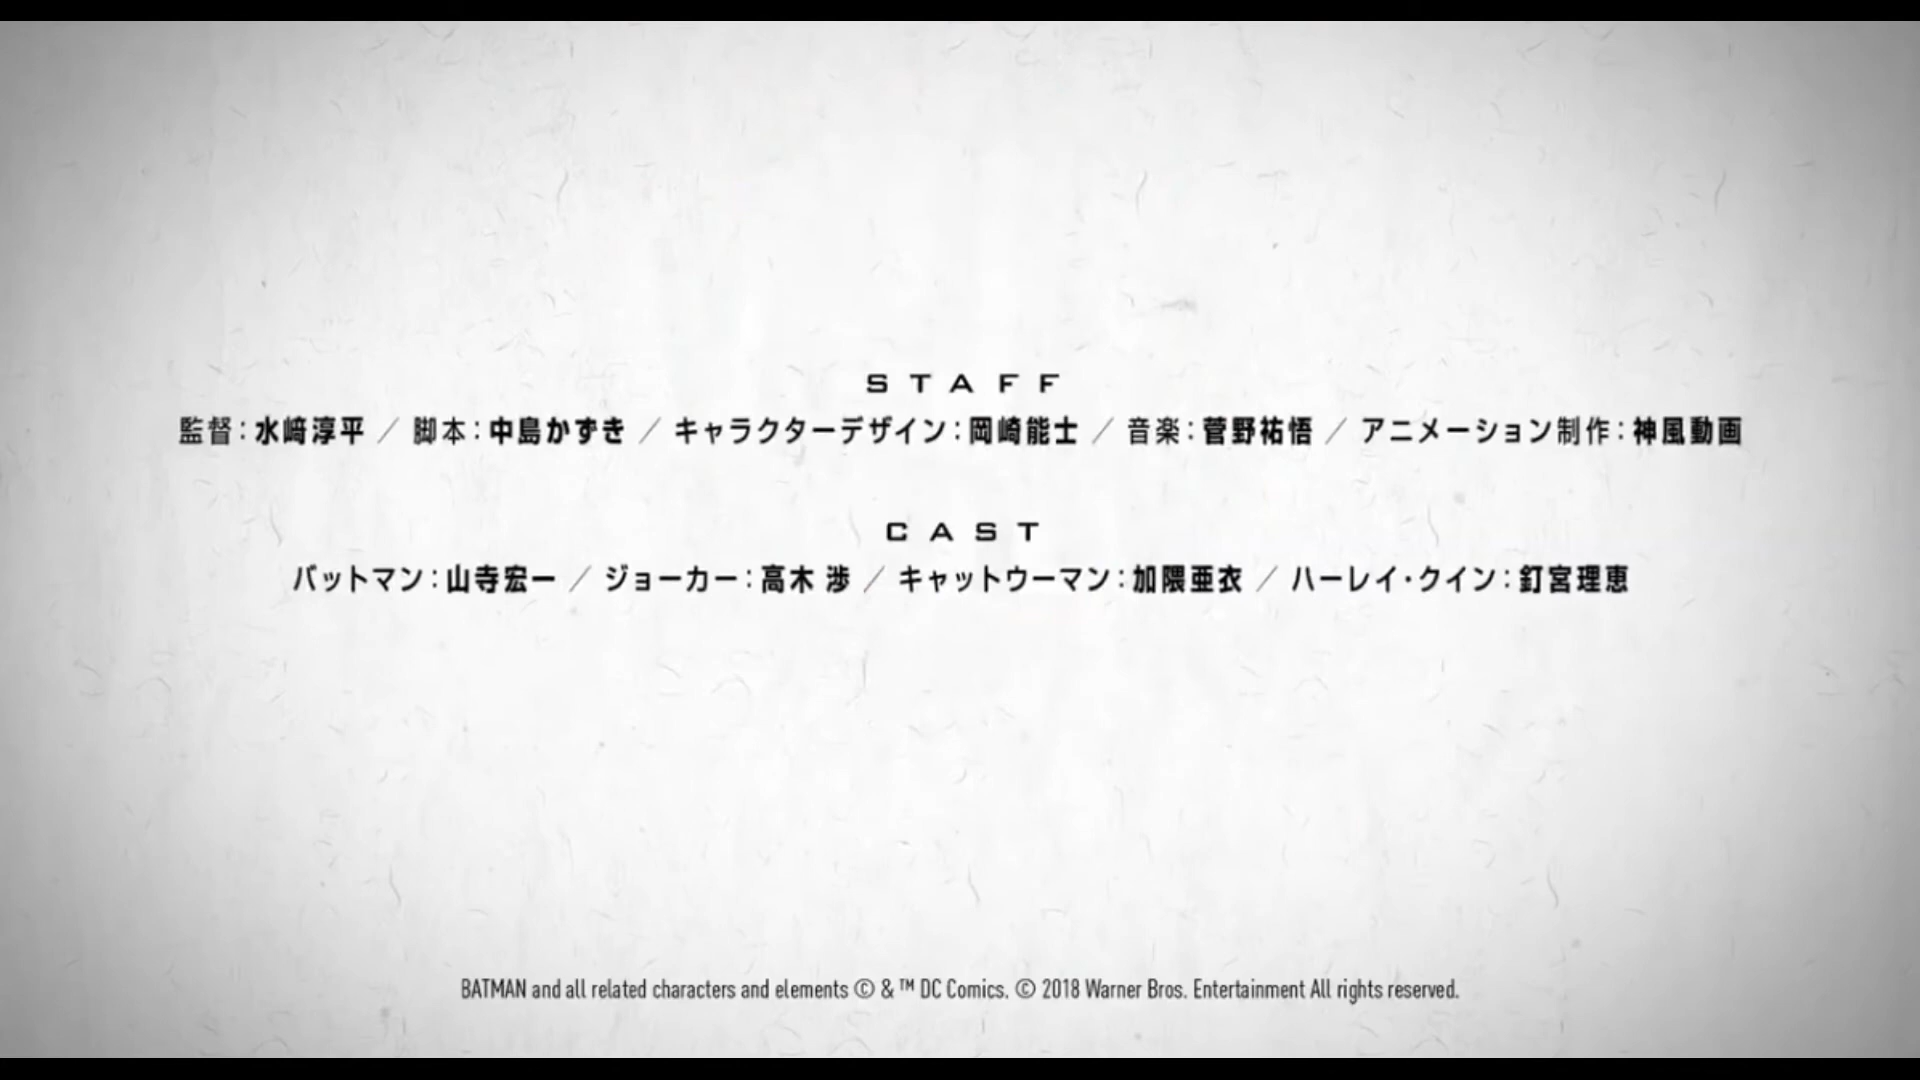 STAFF
監督：水﨑淳平 ／ 脚本：中島かずき ／ キャラクターデザイン：岡崎能士 ／ 音楽：菅野祐悟 ／ アニメーション制作：神風動画
CAST
バットマン：山寺宏一 ／ ジョーカー：高木 渉 ／ キャットウーマン：加隈亜衣 ／ ハーレイ・クイン：釘宮理恵
BATMAN and all related characters and elements © & ™ DC Comics. © 2018 Warner Bros. Entertainment All rights reserved.